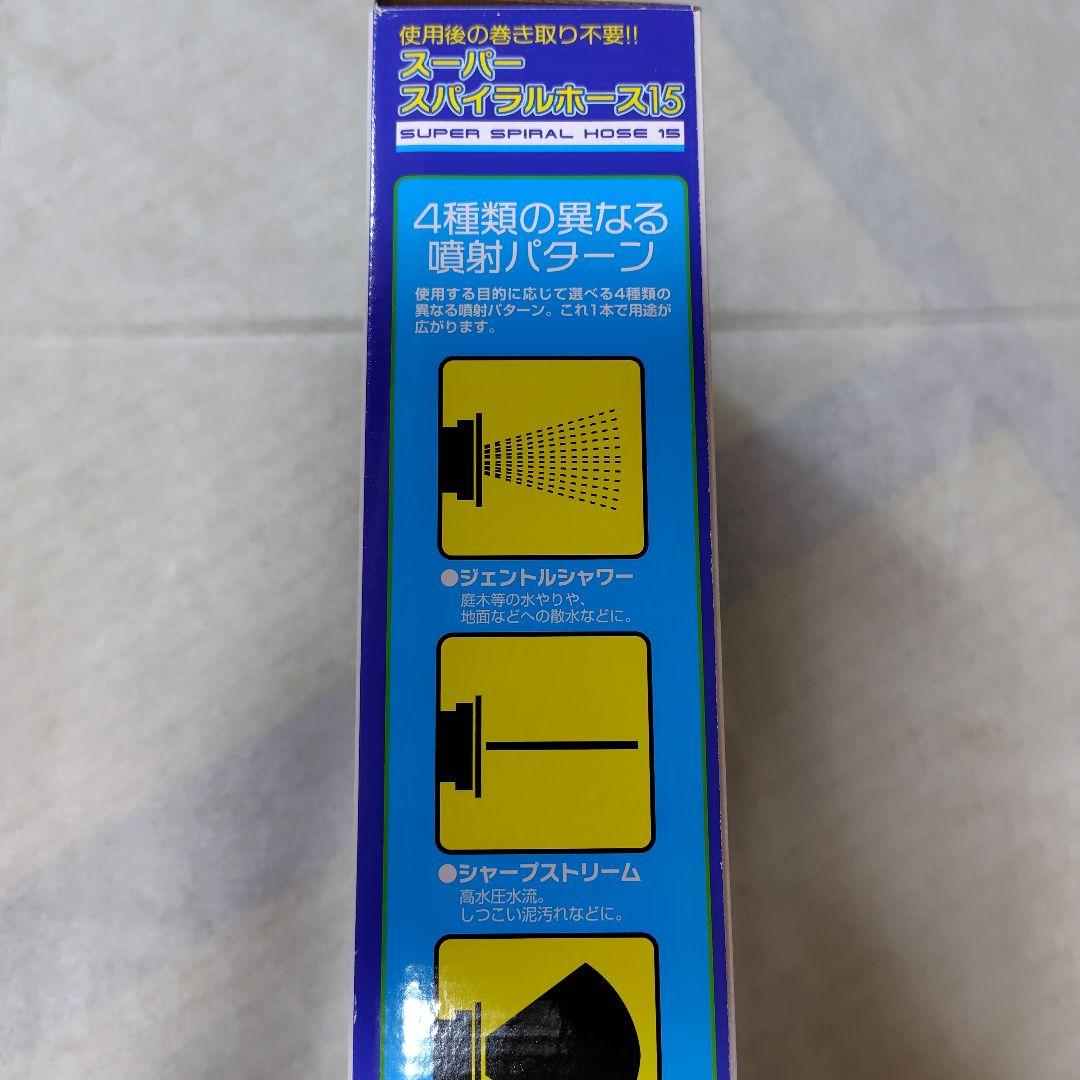 使用後の巻き取り不要!!
スーパー
スパイラルホース15
SUPER SPIRAL HOSE 15
4種類の異なる
噴射パターン
使用する目的に応じて選べる4種類の
異なる噴射パターン。これ1本で用途が
広がります。
●ジェントルシャワー
庭木等の水やりや、
地面などへの散水などに。
●シャープストリーム
高水圧水流。
しつこい泥汚れなどに。